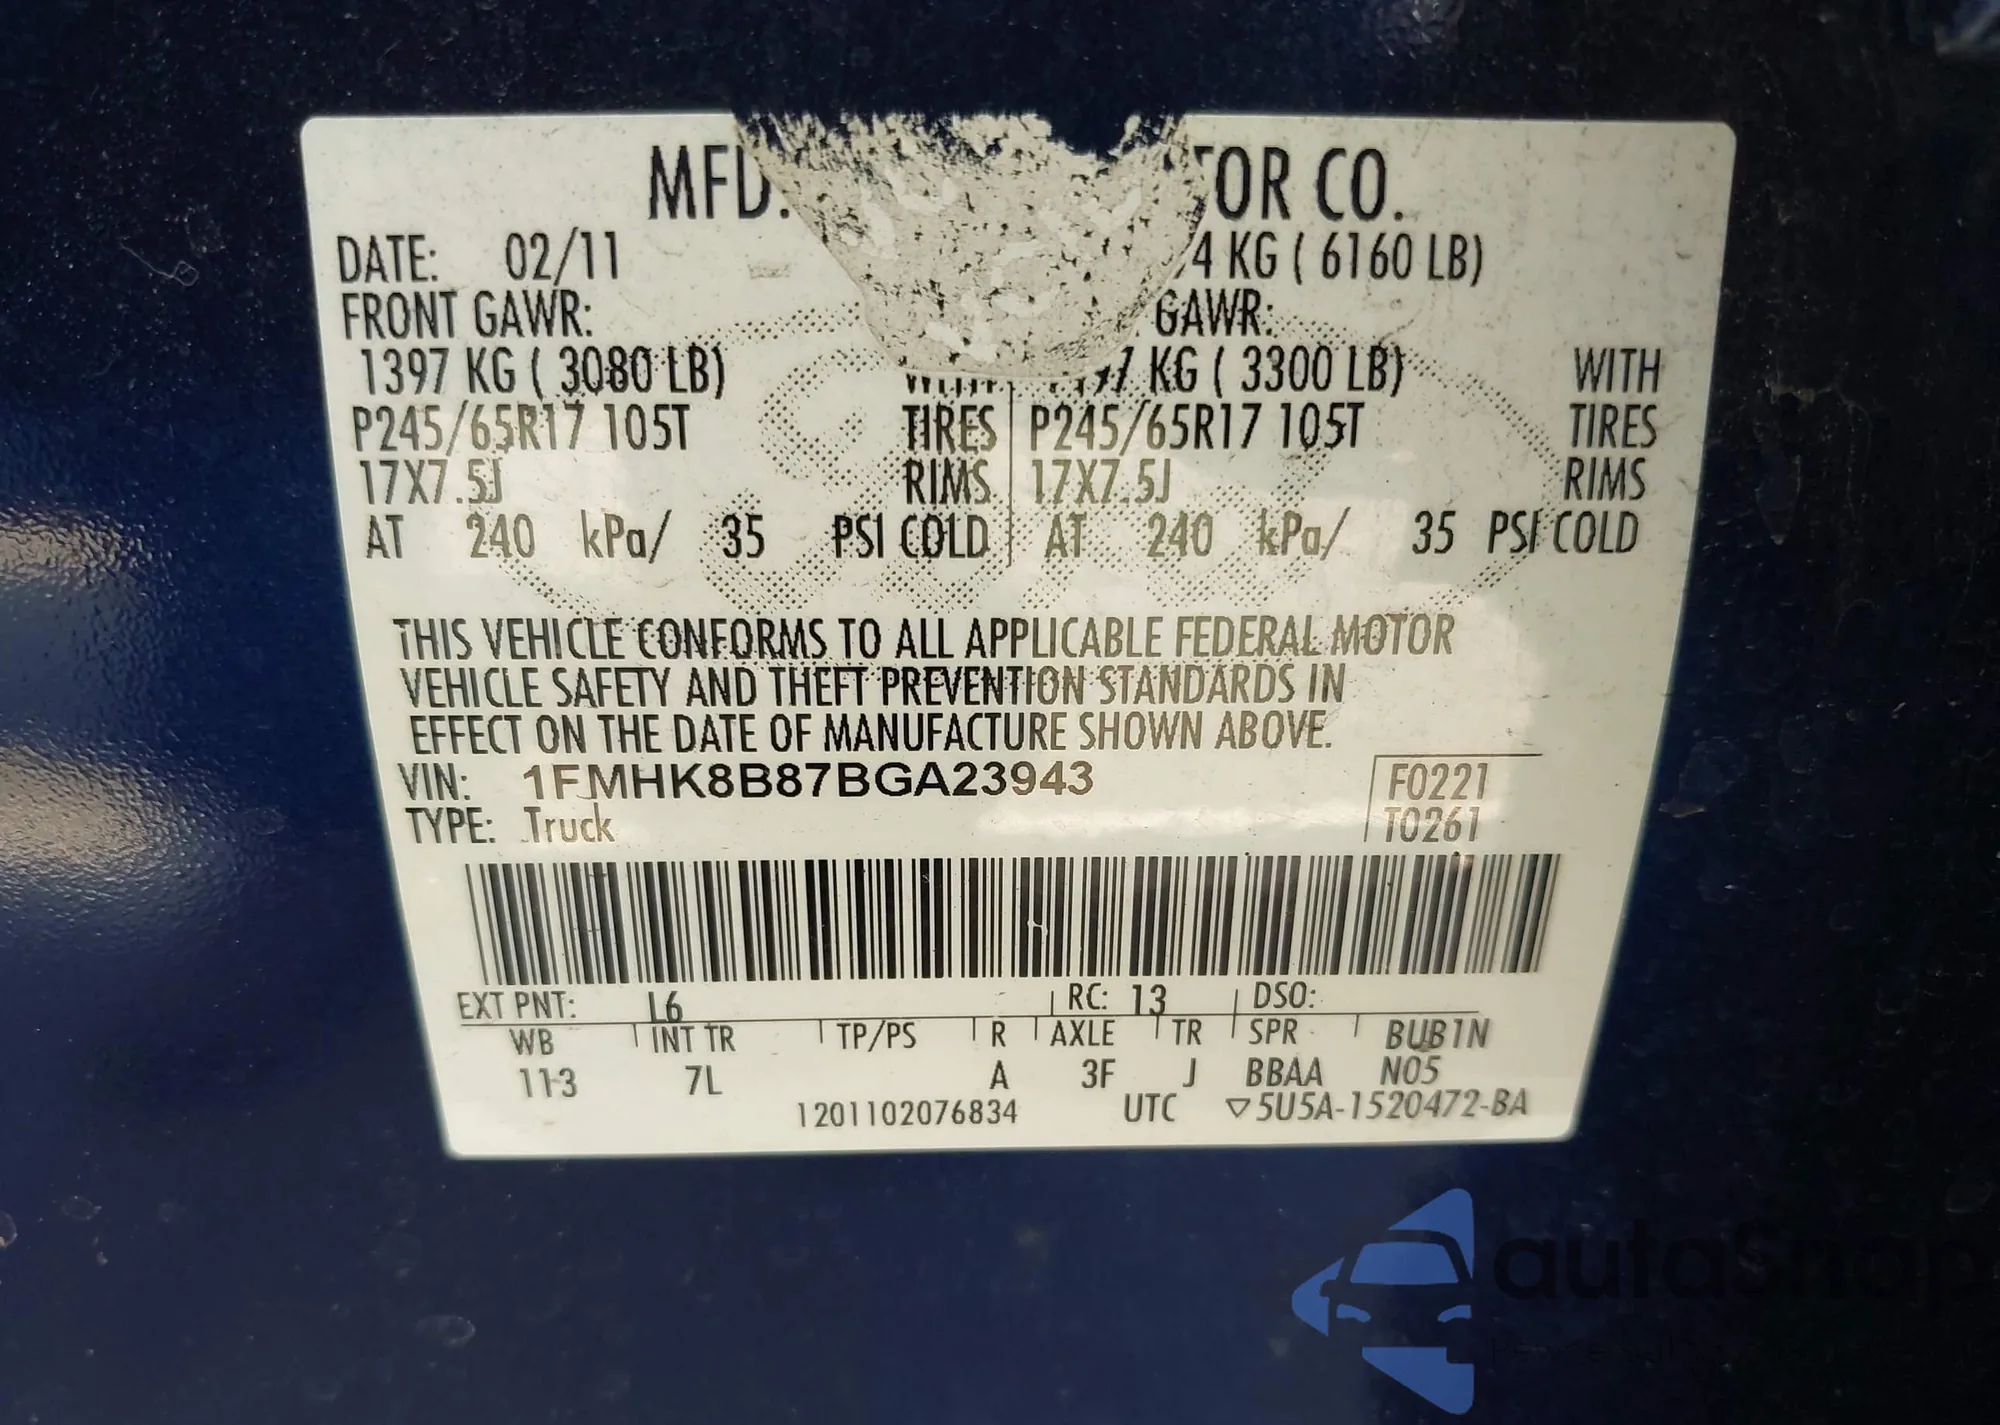 MFD. TOR CO.
DATE: 02/11 4 KG ( 6160 LB)
FRONT GAWR: GAWR:
1397 KG ( 3080 LB) WITH KG ( 3300 LB) WITH
P245/65R17 105T TIRES P245/65R17 105T TIRES
17X7.5J RIMS 17X7.5J RIMS
AT 240 kPa/ 35 PSI COLD AT 240 kPa/ 35 PSI COLD
THIS VEHICLE CONFORMS TO ALL APPLICABLE FEDERAL MOTOR
VEHICLE SAFETY AND THEFT PREVENTION STANDARDS IN
EFFECT ON THE DATE OF MANUFACTURE SHOWN ABOVE.
VIN: 1FMHK8B87BGA23943 F0221
TYPE: Truck T0261
EXT PNT: L6 RC: 13 DSO:
WB INT TR TP/PS R AXLE TR SPR BUB1N
113 7L A 3F J BBAA N05
1201102076834 UTC ▽5U5A-1520472-BA
autoSnap